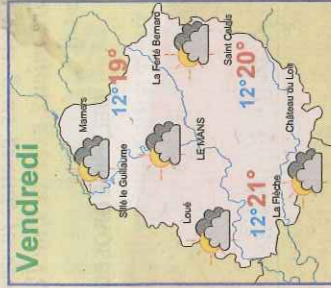 Vendredi
Mamers
12° 19°
La Ferté Bernard
Sillé le Guillaume
LE MANS
Saint Calais
Loué
12° 20°
12° 21°
La Flèche
Château du Loir